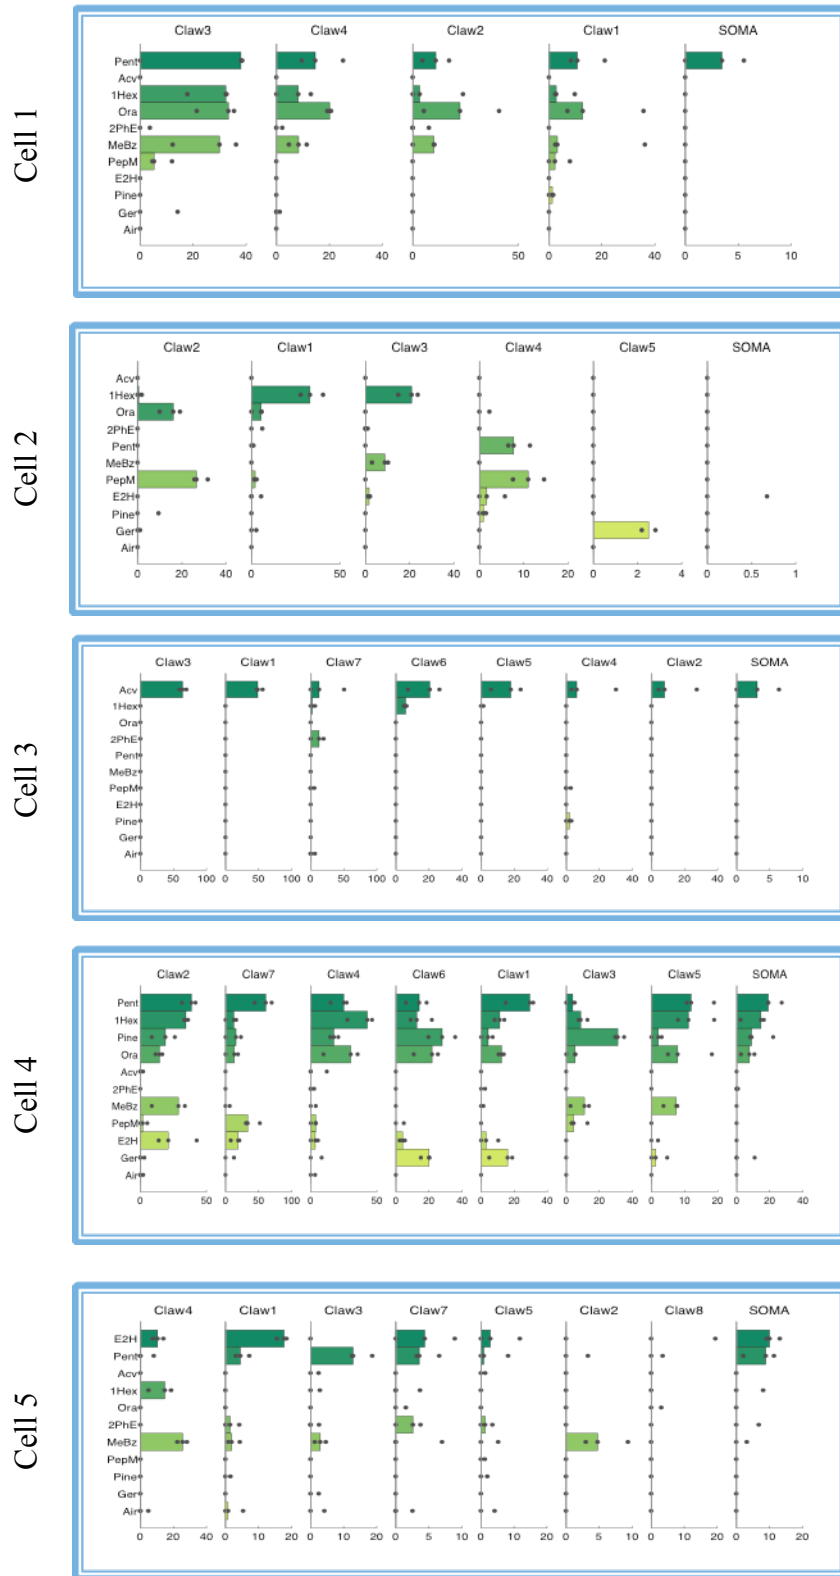 Cell 1
Claw3 Claw4 Claw2 Claw1 SOMA
Pent
Acv
1Hex
Ora
2PhE
MeBz
PepM
E2H
Pine
Ger
Air
0 20 40 0 20 40 0 50 0 20 40 0 5 10
Cell 2
Claw2 Claw1 Claw3 Claw4 Claw5 SOMA
Acv
1Hex
Ora
2PhE
Pent
MeBz
PepM
E2H
Pine
Ger
Air
0 20 40 0 50 0 20 40 0 10 20 0 2 4 0 0.5 1
Cell 3
Claw3 Claw1 Claw7 Claw6 Claw5 Claw4 Claw2 SOMA
Acv
1Hex
Ora
2PhE
Pent
MeBz
PepM
E2H
Pine
Ger
Air
0 50 100 0 50 100 0 50 100 0 20 40 0 20 40 0 20 40 0 20 40 0 5 10
Cell 4
Claw2 Claw7 Claw4 Claw6 Claw1 Claw3 Claw5 SOMA
Pent
1Hex
Pine
Ora
Acv
2PhE
MeBz
PepM
E2H
Ger
Air
0 50 0 50 100 0 50 0 20 40 0 20 40 0 20 40 0 10 20 0 20 40
Cell 5
Claw4 Claw1 Claw3 Claw7 Claw5 Claw2 Claw8 SOMA
E2H
Pent
Acv
1Hex
Ora
2PhE
MeBz
PepM
Pine
Ger
Air
0 20 40 0 10 20 0 10 20 0 5 10 0 10 20 0 5 10 0 10 20 0 10 20